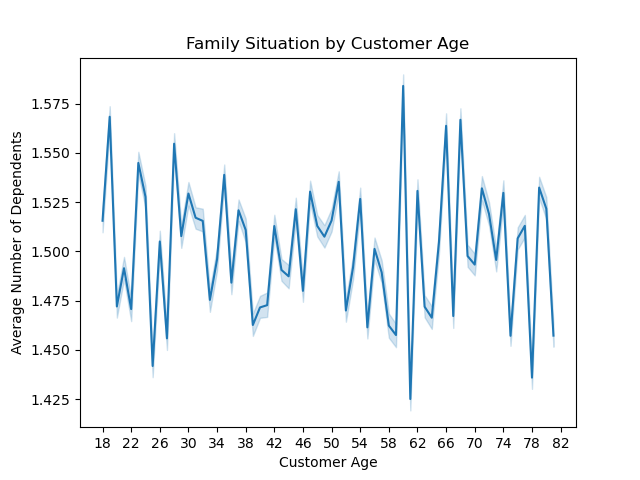 Family Situation by Customer Age
Average Number of Dependents
1.575
1.550
1.525
1.500
1.475
1.450
1.425
18 22 26 30 34 38 42 46 50 54 58 62 66 70 74 78 82
Customer Age